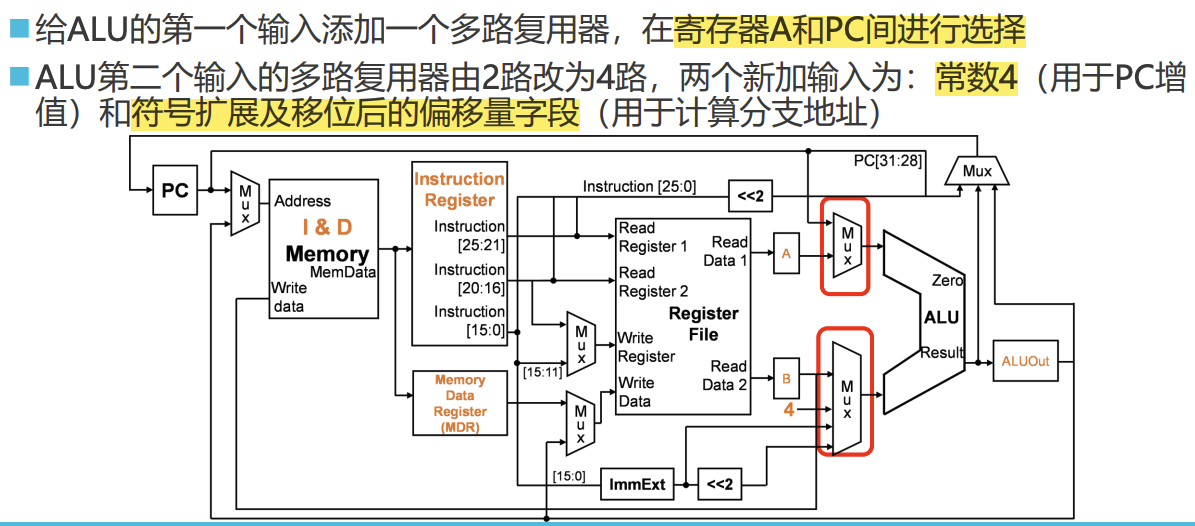 给ALU的第一个输入添加一个多路复用器，在寄存器A和PC间进行选择
ALU第二个输入的多路复用器由2路改为4路，两个新加输入为：常数4（用于PC增
值）和符号扩展及移位后的偏移量字段（用于计算分支地址）
PC
Mux
Address
I & D
Memory
MemData
Write
data
Instruction
Register
Instruction
[25:21]
Instruction
[20:16]
Instruction
[15:0]
Memory
Data
Register
(MDR)
Instruction [25:0]
<<2
PC[31:28]
Mux
Mux
[15:11]
Mux
Read
Register 1
Read
Register 2
Register
File
Write
Register
Write
Data
Read
Data 1
Read
Data 2
A
B
4
Mux
Mux
Zero
ALU
Result
ALUOut
[15:0]
ImmExt
<<2